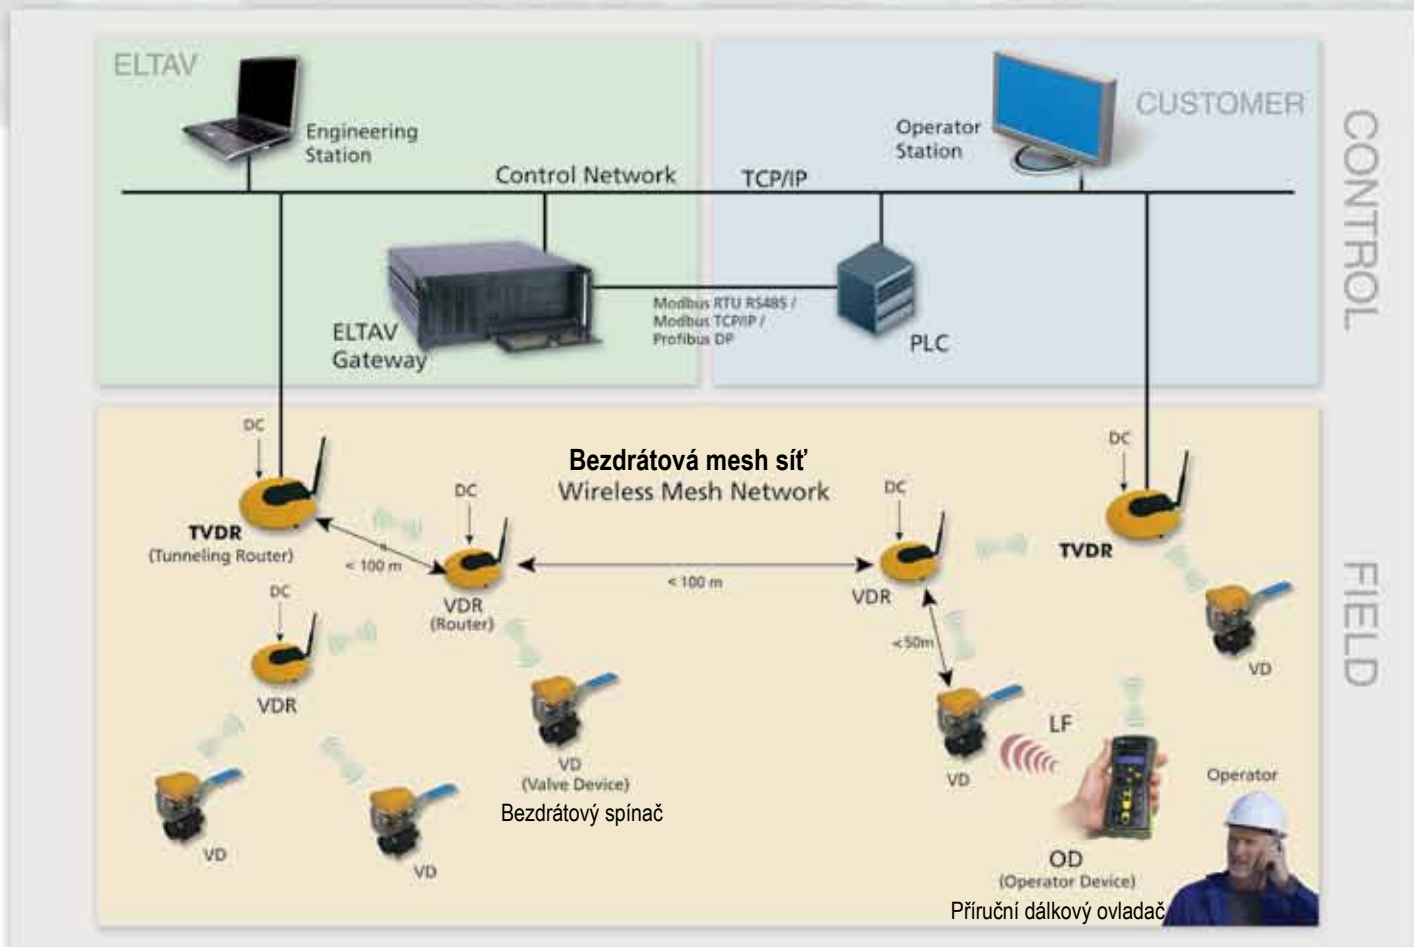 ELTAV
CUSTOMER
CONTROL
Engineering
Station
Operator
Station
Control Network
TCP/IP
ELTAV
Gateway
Modbus RTU RS485 /
Modbus TCP/IP /
Profibus DP
PLC
FIELD
DC
TVDR
(Tunneling Router)
< 100 m
DC
VDR
(Router)
Bezdrátová mesh síť
Wireless Mesh Network
< 100 m
DC
VDR
DC
TVDR
<50m
VD
DC
VDR
VD
VD
VD
(Valve Device)
Bezdrátový spínač
VD
LF
OD
(Operator Device)
Příruční dálkový ovladač
Operator